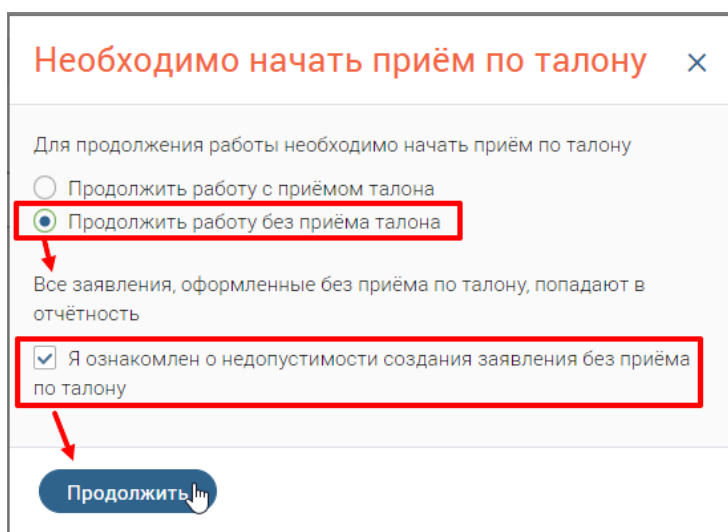 Необходимо начать приём по талону
Для продолжения работы необходимо начать приём по талону
Продолжить работу с приёмом талона
Продолжить работу без приёма талона
Все заявления, оформленные без приёма по талону, попадают в
отчётность
Я ознакомлен о недопустимости создания заявления без приёма
по талону
Продолжить